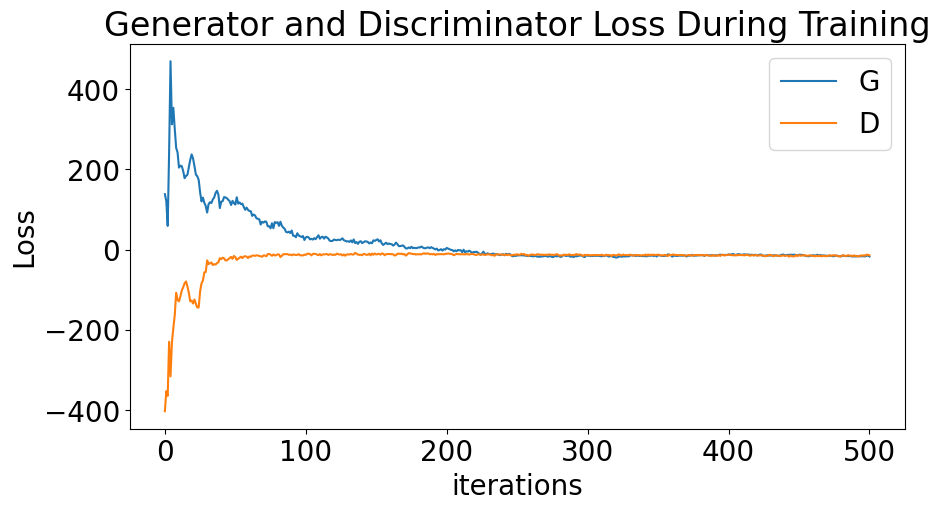 Generator and Discriminator Loss During Training
G
D
400
200
0
−200
−400
Loss
0 100 200 300 400 500
iterations